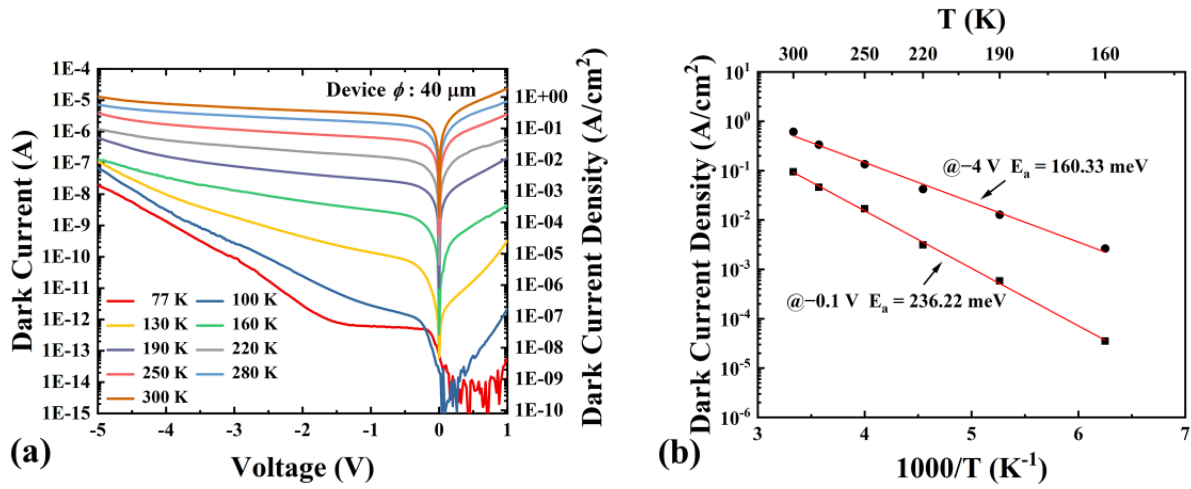 (a)
Device ϕ : 40 μm
Dark Current (A)
1E-4
1E-5
1E-6
1E-7
1E-8
1E-9
1E-10
1E-11
1E-12
1E-13
1E-14
1E-15
77 K 100 K
130 K 160 K
190 K 220 K
250 K 280 K
300 K
1E+00
1E-01
1E-02
1E-03
1E-04
1E-05
1E-06
1E-07
1E-08
1E-09
1E-10
Dark Current Density (A/cm²)
-5 -4 -3 -2 -1 0 1
Voltage (V)
(b)
T (K)
300 250 220 190 160
Dark Current Density (A/cm²)
10¹
10⁰
10⁻¹
10⁻²
10⁻³
10⁻⁴
10⁻⁵
10⁻⁶
@−4 V Eₐ = 160.33 meV
@−0.1 V Eₐ = 236.22 meV
3 4 5 6 7
1000/T (K⁻¹)